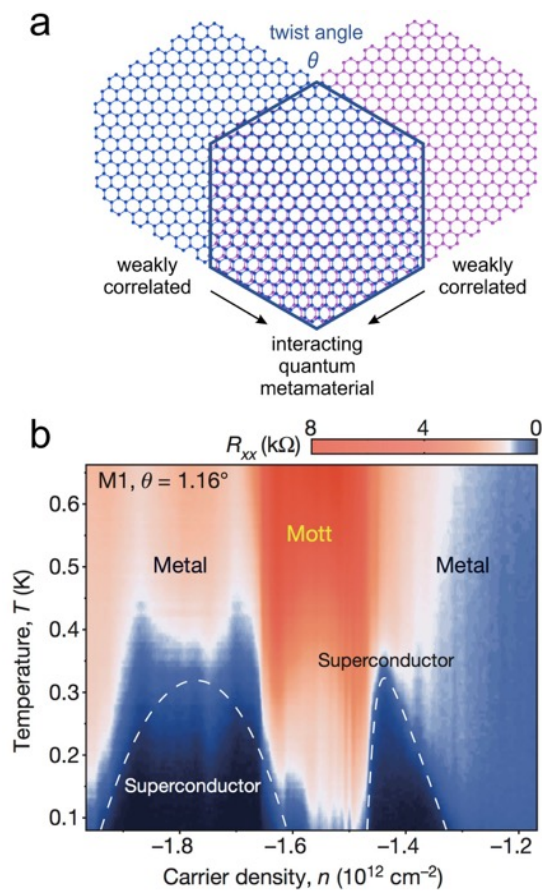 a
twist angle
θ
weakly
correlated
weakly
correlated
interacting
quantum
metamaterial
b
R_xx (kΩ)
8
4
0
M1, θ = 1.16°
Mott
Metal
Metal
Superconductor
Superconductor
Temperature, T (K)
0.6
0.5
0.4
0.3
0.2
0.1
−1.8
−1.6
−1.4
−1.2
Carrier density, n (10¹² cm⁻²)